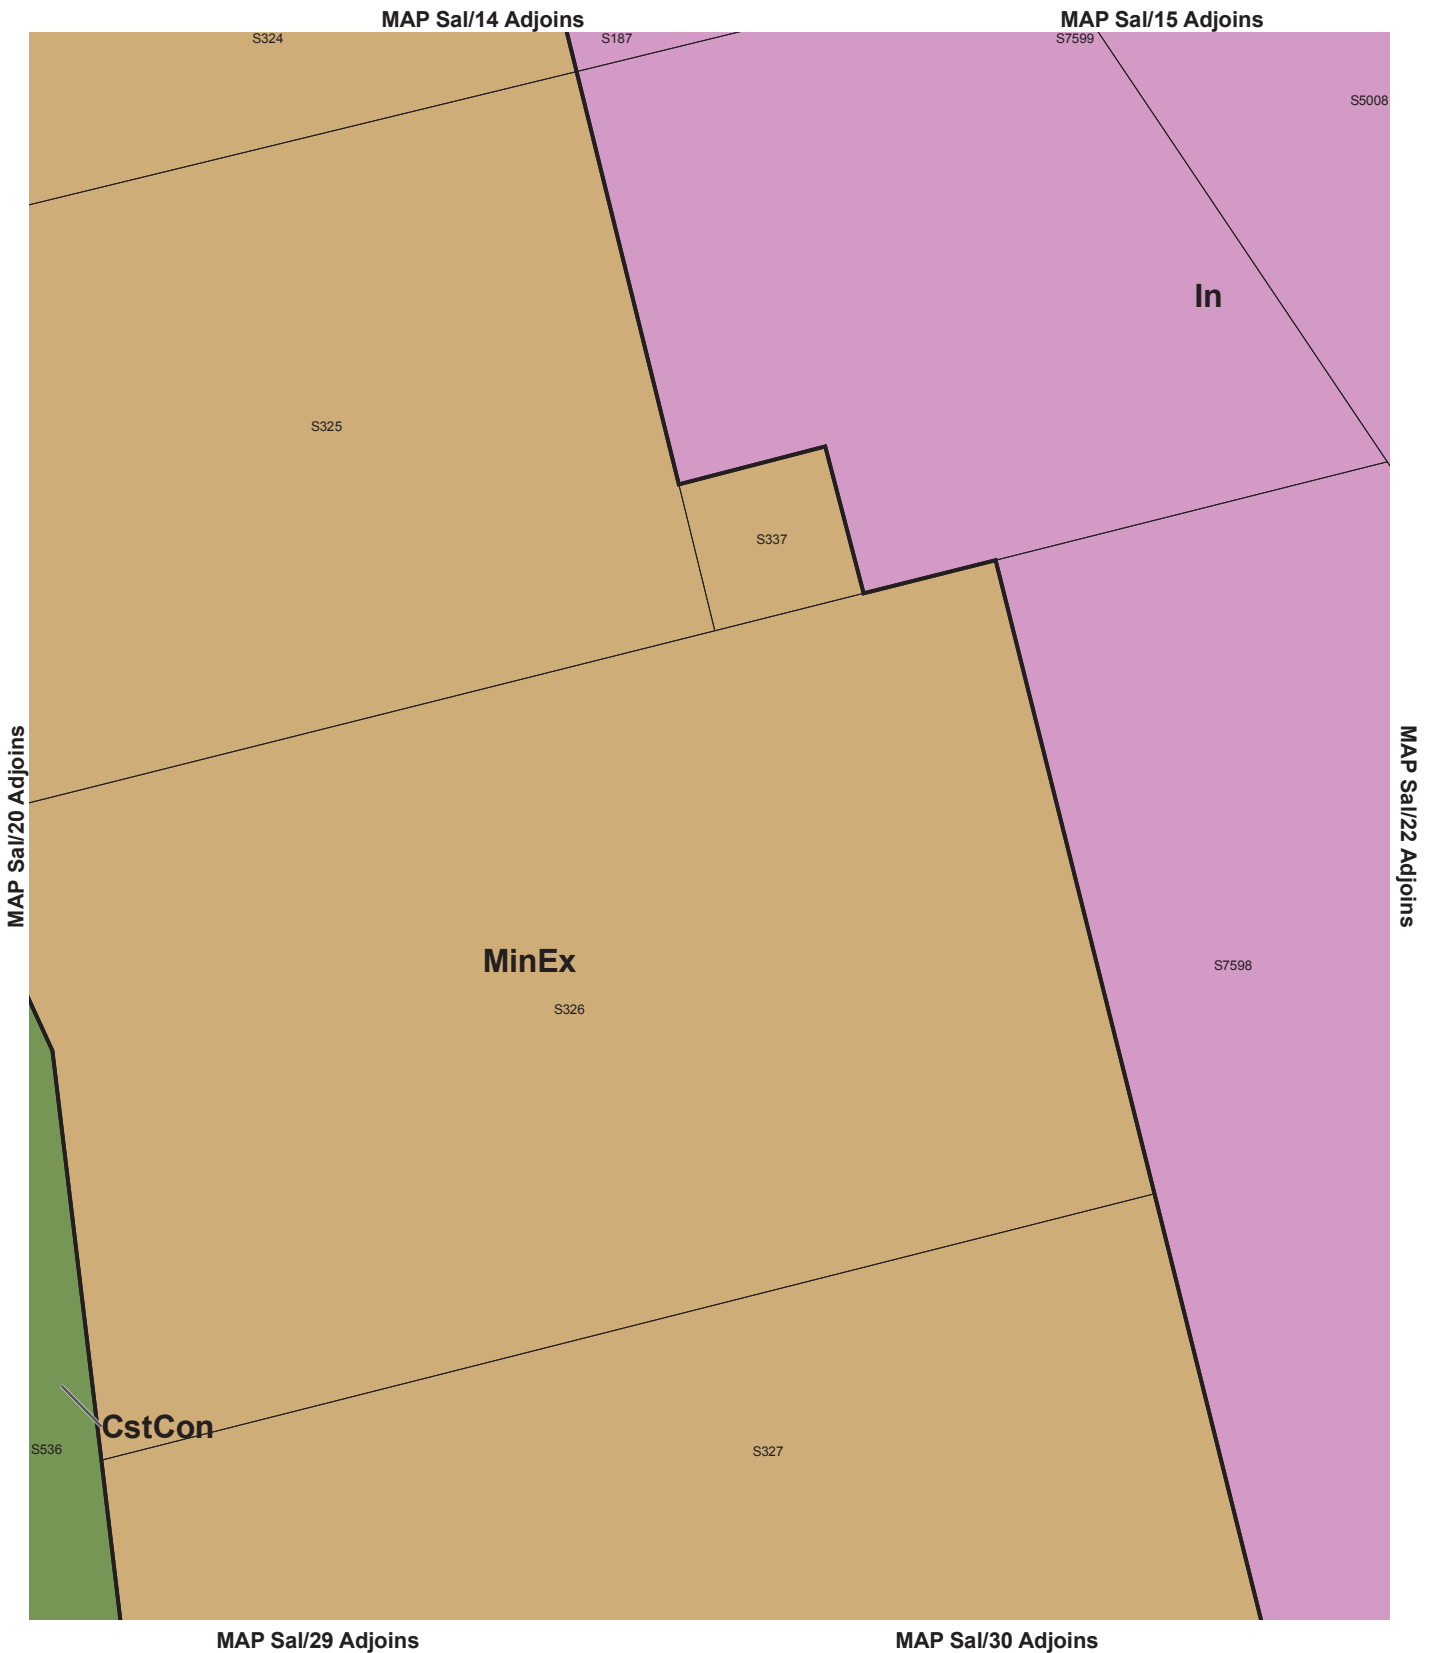 MAP Sal/14 Adjoins
MAP Sal/15 Adjoins
S324
S187
S7599
S5008
In
S325
S337
MAP Sal/20 Adjoins
MAP Sal/22 Adjoins
MinEx
S7598
S326
CstCon
S536
S327
MAP Sal/29 Adjoins
MAP Sal/30 Adjoins